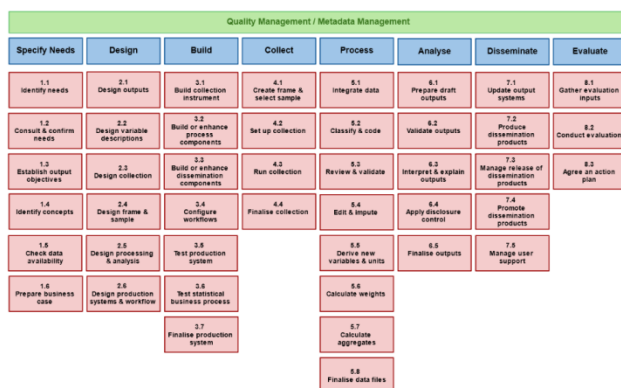 Quality Management / Metadata Management
Specify Needs
Design
Build
Collect
Process
Analyse
Disseminate
Evaluate
1.1
Identify needs
2.1
Design outputs
3.1
Build collection
instrument
4.1
Create frame &
select sample
5.1
Integrate data
6.1
Prepare draft
outputs
7.1
Update output
systems
8.1
Gather evaluation
inputs
1.2
Consult & confirm
needs
2.2
Design variable
descriptions
3.2
Build or enhance
process
components
4.2
Set up collection
5.2
Classify & code
6.2
Validate outputs
7.2
Produce
dissemination
products
8.2
Conduct evaluation
1.3
Establish output
objectives
2.3
Design collection
3.3
Build or enhance
dissemination
components
4.3
Run collection
5.3
Review & validate
6.3
Interpret & explain
outputs
7.3
Manage release of
dissemination
products
8.3
Agree an action
plan
1.4
Identify concepts
2.4
Design frame &
sample
3.4
Configure
workflows
4.4
Finalise collection
5.4
Edit & impute
6.4
Apply disclosure
control
7.4
Promote
dissemination
products
1.5
Check data
availability
2.5
Design processing
& analysis
3.5
Test production
system
5.5
Derive new
variables & units
6.5
Finalise outputs
7.5
Manage user
support
1.6
Prepare business
case
2.6
Design production
systems & workflow
3.6
Test statistical
business process
5.6
Calculate weights
3.7
Finalise production
system
5.7
Calculate
aggregates
5.8
Finalise data files